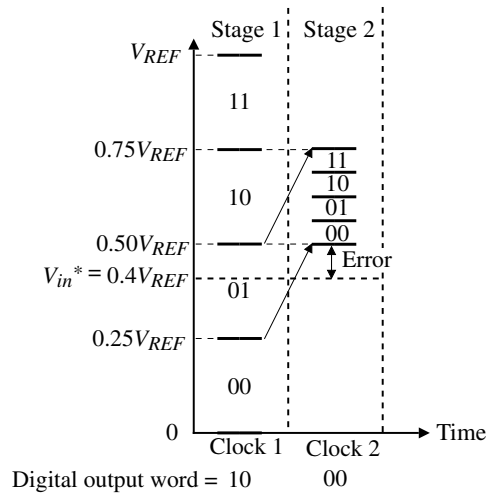 Stage 1 Stage 2
V_REF
11
0.75V_REF
11
10
10
01
00
0.50V_REF
Error
V_in* = 0.4V_REF
01
0.25V_REF
00
0
Time
Clock 1 Clock 2
Digital output word = 10 00